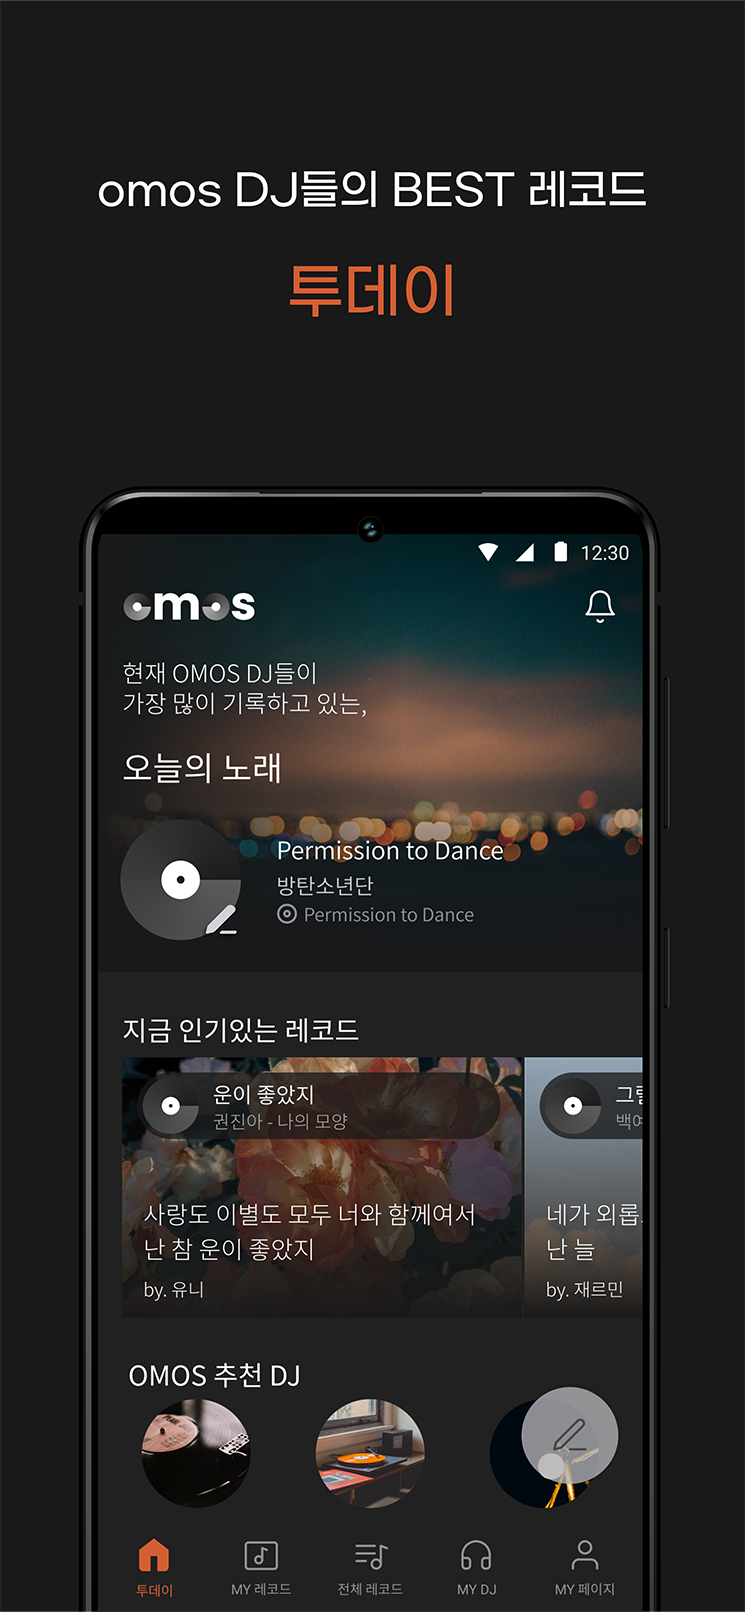 omos DJ들의 BEST 레코드
투데이
12:30
omos
현재 OMOS DJ들이
가장 많이 기록하고 있는,
오늘의 노래
Permission to Dance
방탄소년단
Permission to Dance
지금 인기있는 레코드
운이 좋았지
권진아 - 나의 모양
사랑도 이별도 모두 너와 함께여서
난 참 운이 좋았지
by. 유니
백예
네가 외롭
난 늘
by. 재르민
OMOS 추천 DJ
투데이
MY 레코드
전체 레코드
MY DJ
MY 페이지